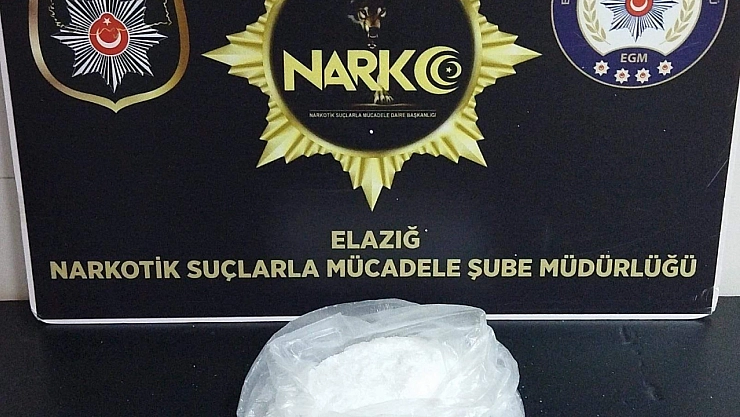 NARKO
NARKOTİK SUÇLARLA MÜCADELE DAİRE BAŞKANLIĞI
EGM
ELAZIĞ
NARKOTİK SUÇLARLA MÜCADELE ŞUBE MÜDÜRLÜĞÜ